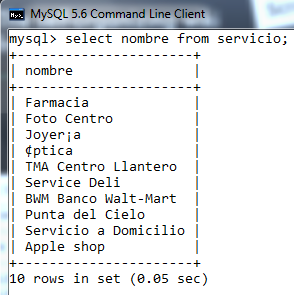 MySQL 5.6 Command Line Client
mysql> select nombre from servicio;
+----------------------+
| nombre               |
+----------------------+
| Farmacia             |
| Foto Centro          |
| Joyer¡a              |
| ¢ptica               |
| TMA Centro Llantero  |
| Service Deli         |
| BWM Banco Walt-Mart  |
| Punta del Cielo      |
| Servicio a Domicilio |
| Apple shop           |
+----------------------+
10 rows in set (0.05 sec)